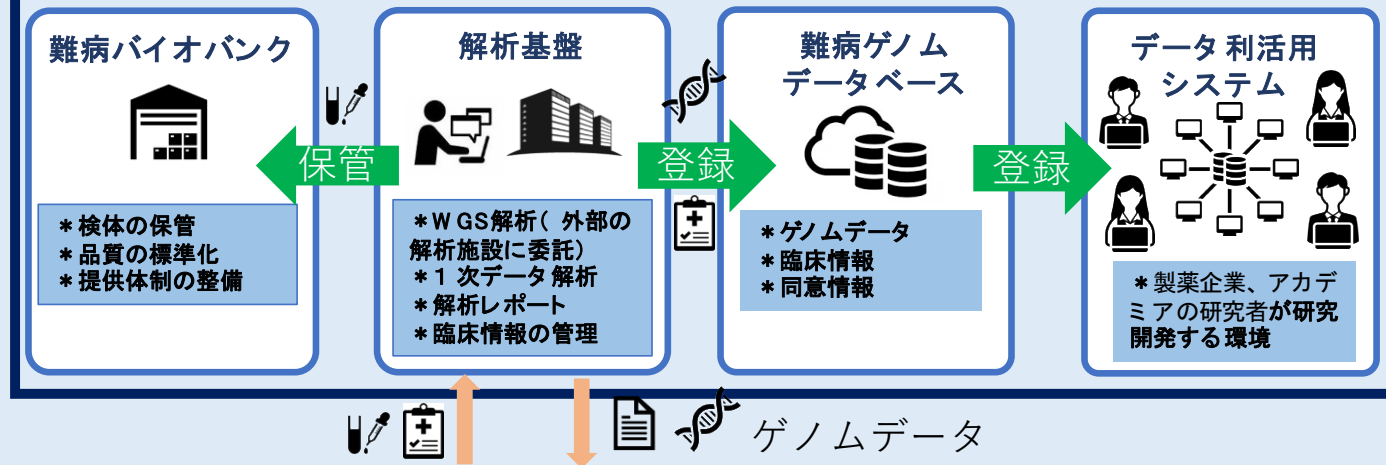 難病バイオバンク
保管
*検体の保管
*品質の標準化
*提供体制の整備
解析基盤
*WGS解析(外部の
解析施設に委託)
*1次データ解析
*解析レポート
*臨床情報の管理
登録
難病ゲノム
データベース
*ゲノムデータ
*臨床情報
*同意情報
登録
データ利活用
システム
*製薬企業、アカデ
ミアの研究者が研究
開発する環境
ゲノムデータ